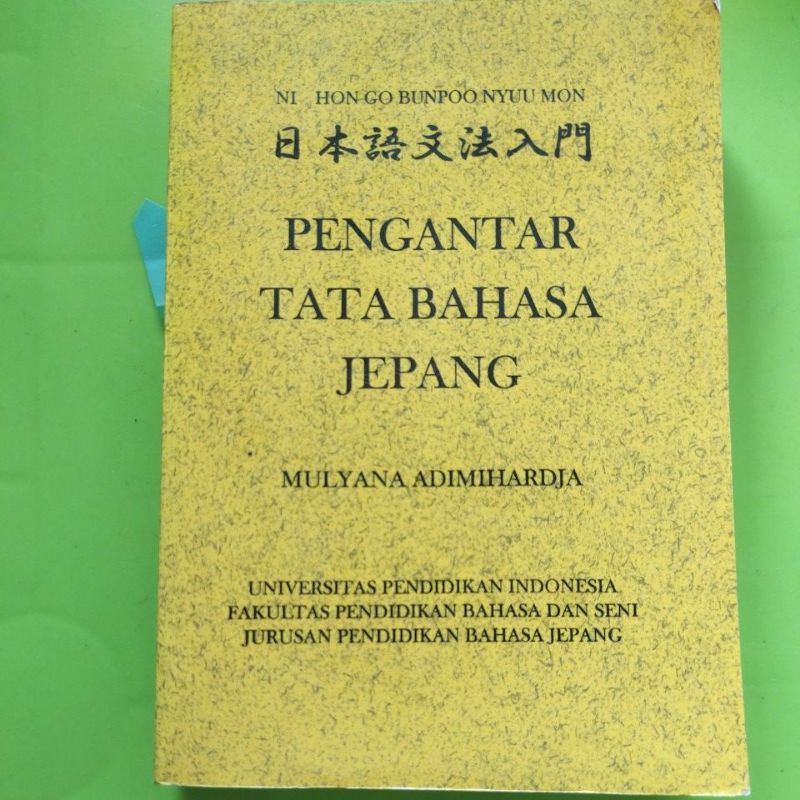 NI HON GO BUNPOO NYUU MON
日本語文法入門
PENGANTAR
TATA BAHASA
JEPANG
MULYANA ADIMIHARDJA
UNIVERSITAS PENDIDIKAN INDONESIA
FAKULTAS PENDIDIKAN BAHASA DAN SENI
JURUSAN PENDIDIKAN BAHASA JEPANG